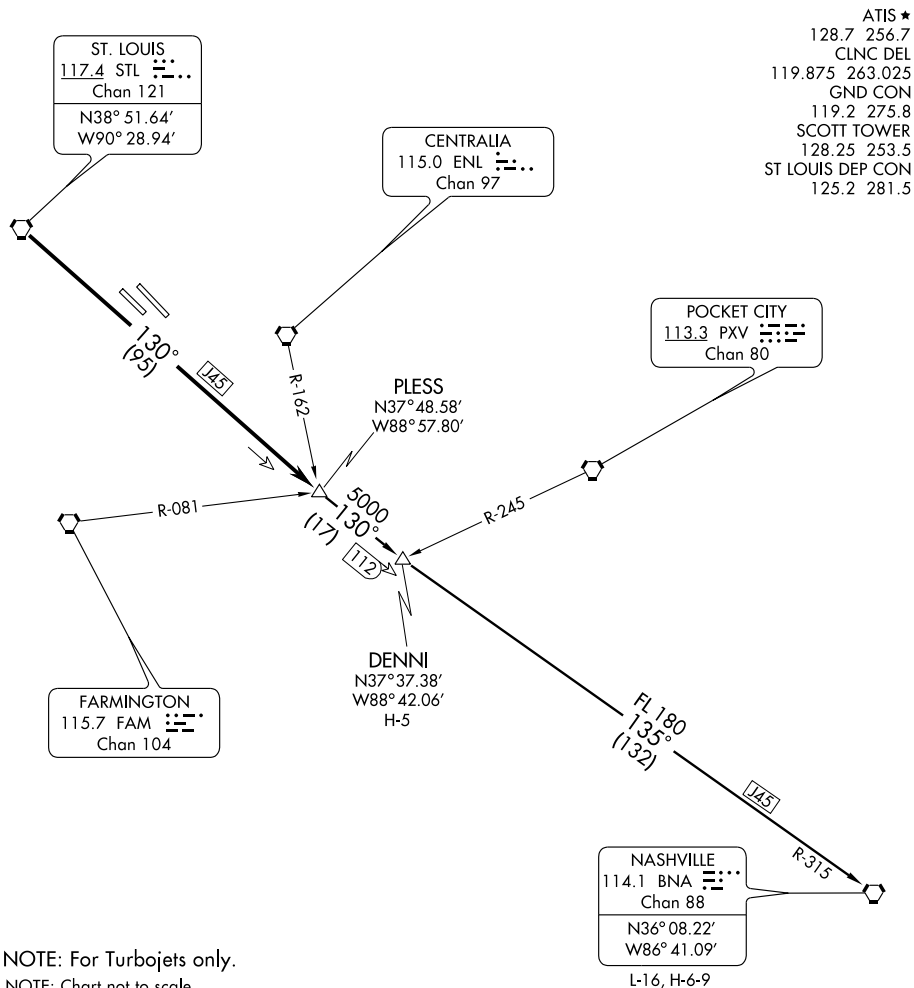 ATIS ★
128.7 256.7
CLNC DEL
119.875 263.025
GND CON
119.2 275.8
SCOTT TOWER
128.25 253.5
ST LOUIS DEP CON
125.2 281.5
ST. LOUIS
117.4 STL
Chan 121
N38° 51.64'
W90° 28.94'
CENTRALIA
115.0 ENL
Chan 97
POCKET CITY
113.3 PXV
Chan 80
130°
(95)
J45
R-162
PLESS
N37° 48.58'
W88° 57.80'
R-081
5000
130°
(17)
112
R-245
DENNI
N37° 37.38'
W88° 42.06'
H-5
FARMINGTON
115.7 FAM
Chan 104
FL 180
135°
(132)
J45
R-315
NASHVILLE
114.1 BNA
Chan 88
N36° 08.22'
W86° 41.09'
L-16, H-6-9
NOTE: For Turbojets only.
NOTE: Chart not to scale.